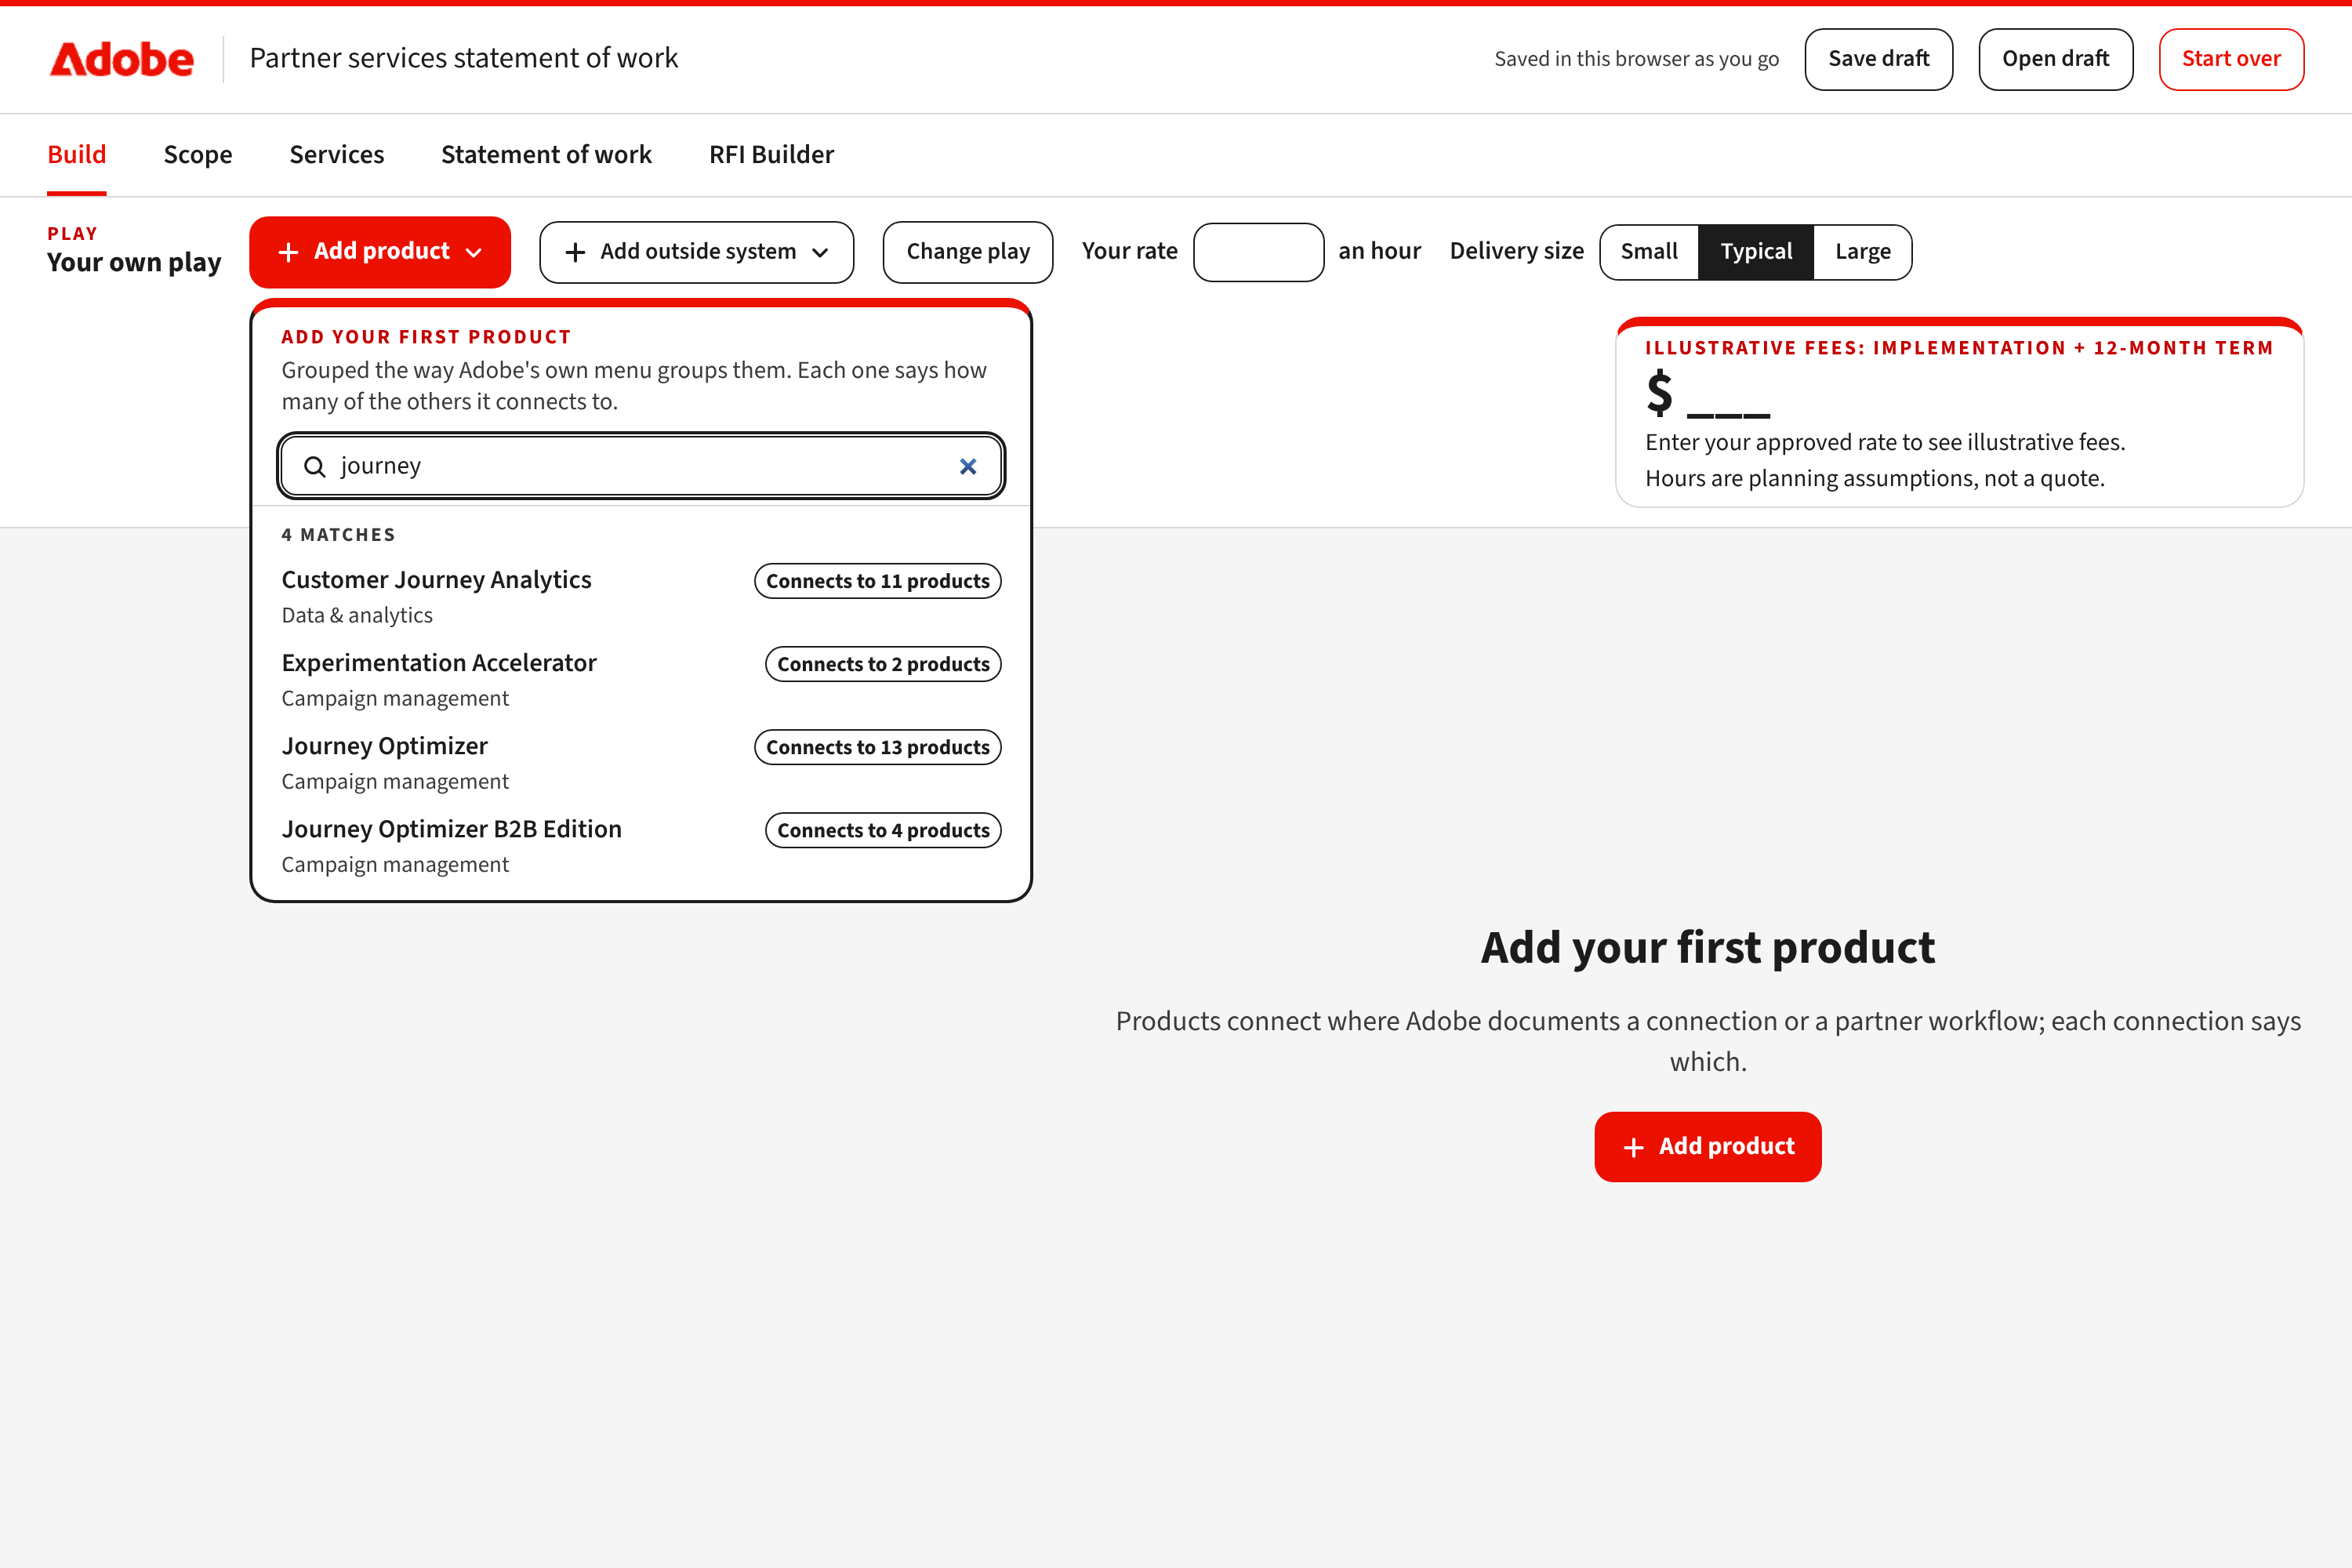 Adobe
Partner services statement of work
Saved in this browser as you go
Save draft
Open draft
Start over
Build
Scope
Services
Statement of work
RFI Builder
PLAY
Your own play
Add product
Add outside system
Change play
Your rate
an hour
Delivery size
Small
Typical
Large
ADD YOUR FIRST PRODUCT
Grouped the way Adobe's own menu groups them. Each one says how
many of the others it connects to.
journey
4 MATCHES
Customer Journey Analytics
Connects to 11 products
Data & analytics
Experimentation Accelerator
Connects to 2 products
Campaign management
Journey Optimizer
Connects to 13 products
Campaign management
Journey Optimizer B2B Edition
Connects to 4 products
Campaign management
ILLUSTRATIVE FEES: IMPLEMENTATION + 12-MONTH TERM
$ ___
Enter your approved rate to see illustrative fees.
Hours are planning assumptions, not a quote.
Add your first product
Products connect where Adobe documents a connection or a partner workflow; each connection says
which.
Add product